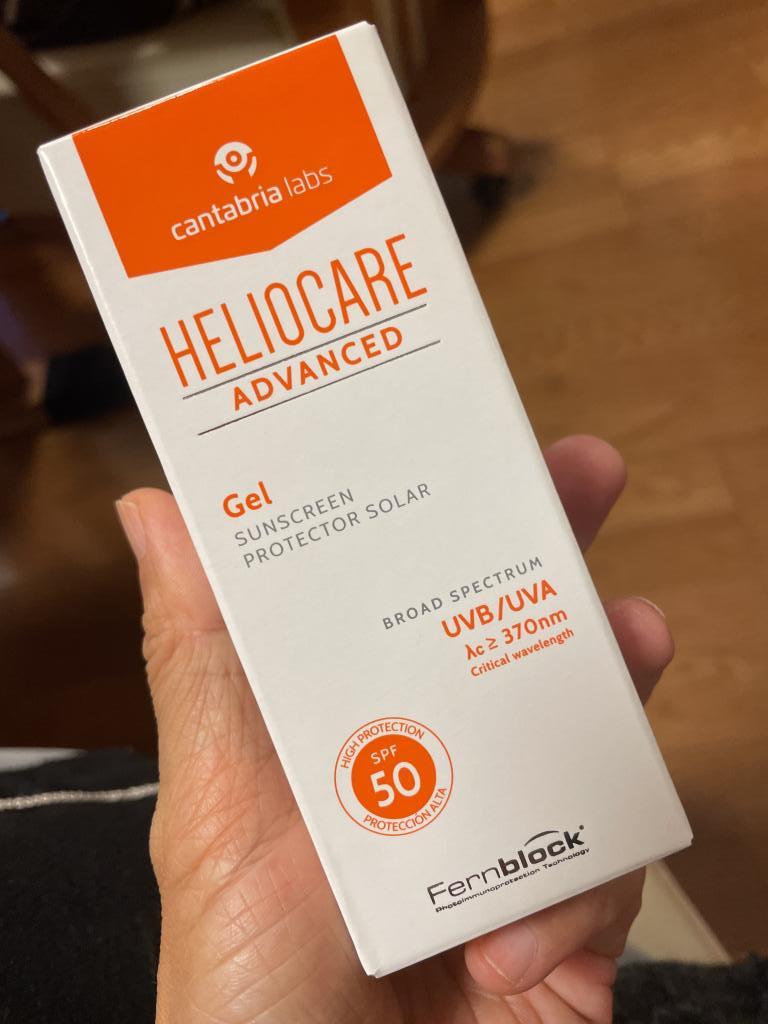 cantabria labs
HELIOCARE
ADVANCED
Gel
SUNSCREEN
PROTECTOR SOLAR
BROAD SPECTRUM
UVB/UVA
λc ≥ 370nm
Critical wavelength
HIGH PROTECTION
SPF
50
PROTECCIÓN ALTA
Fernblock®
Photoimmunoprotection Technology